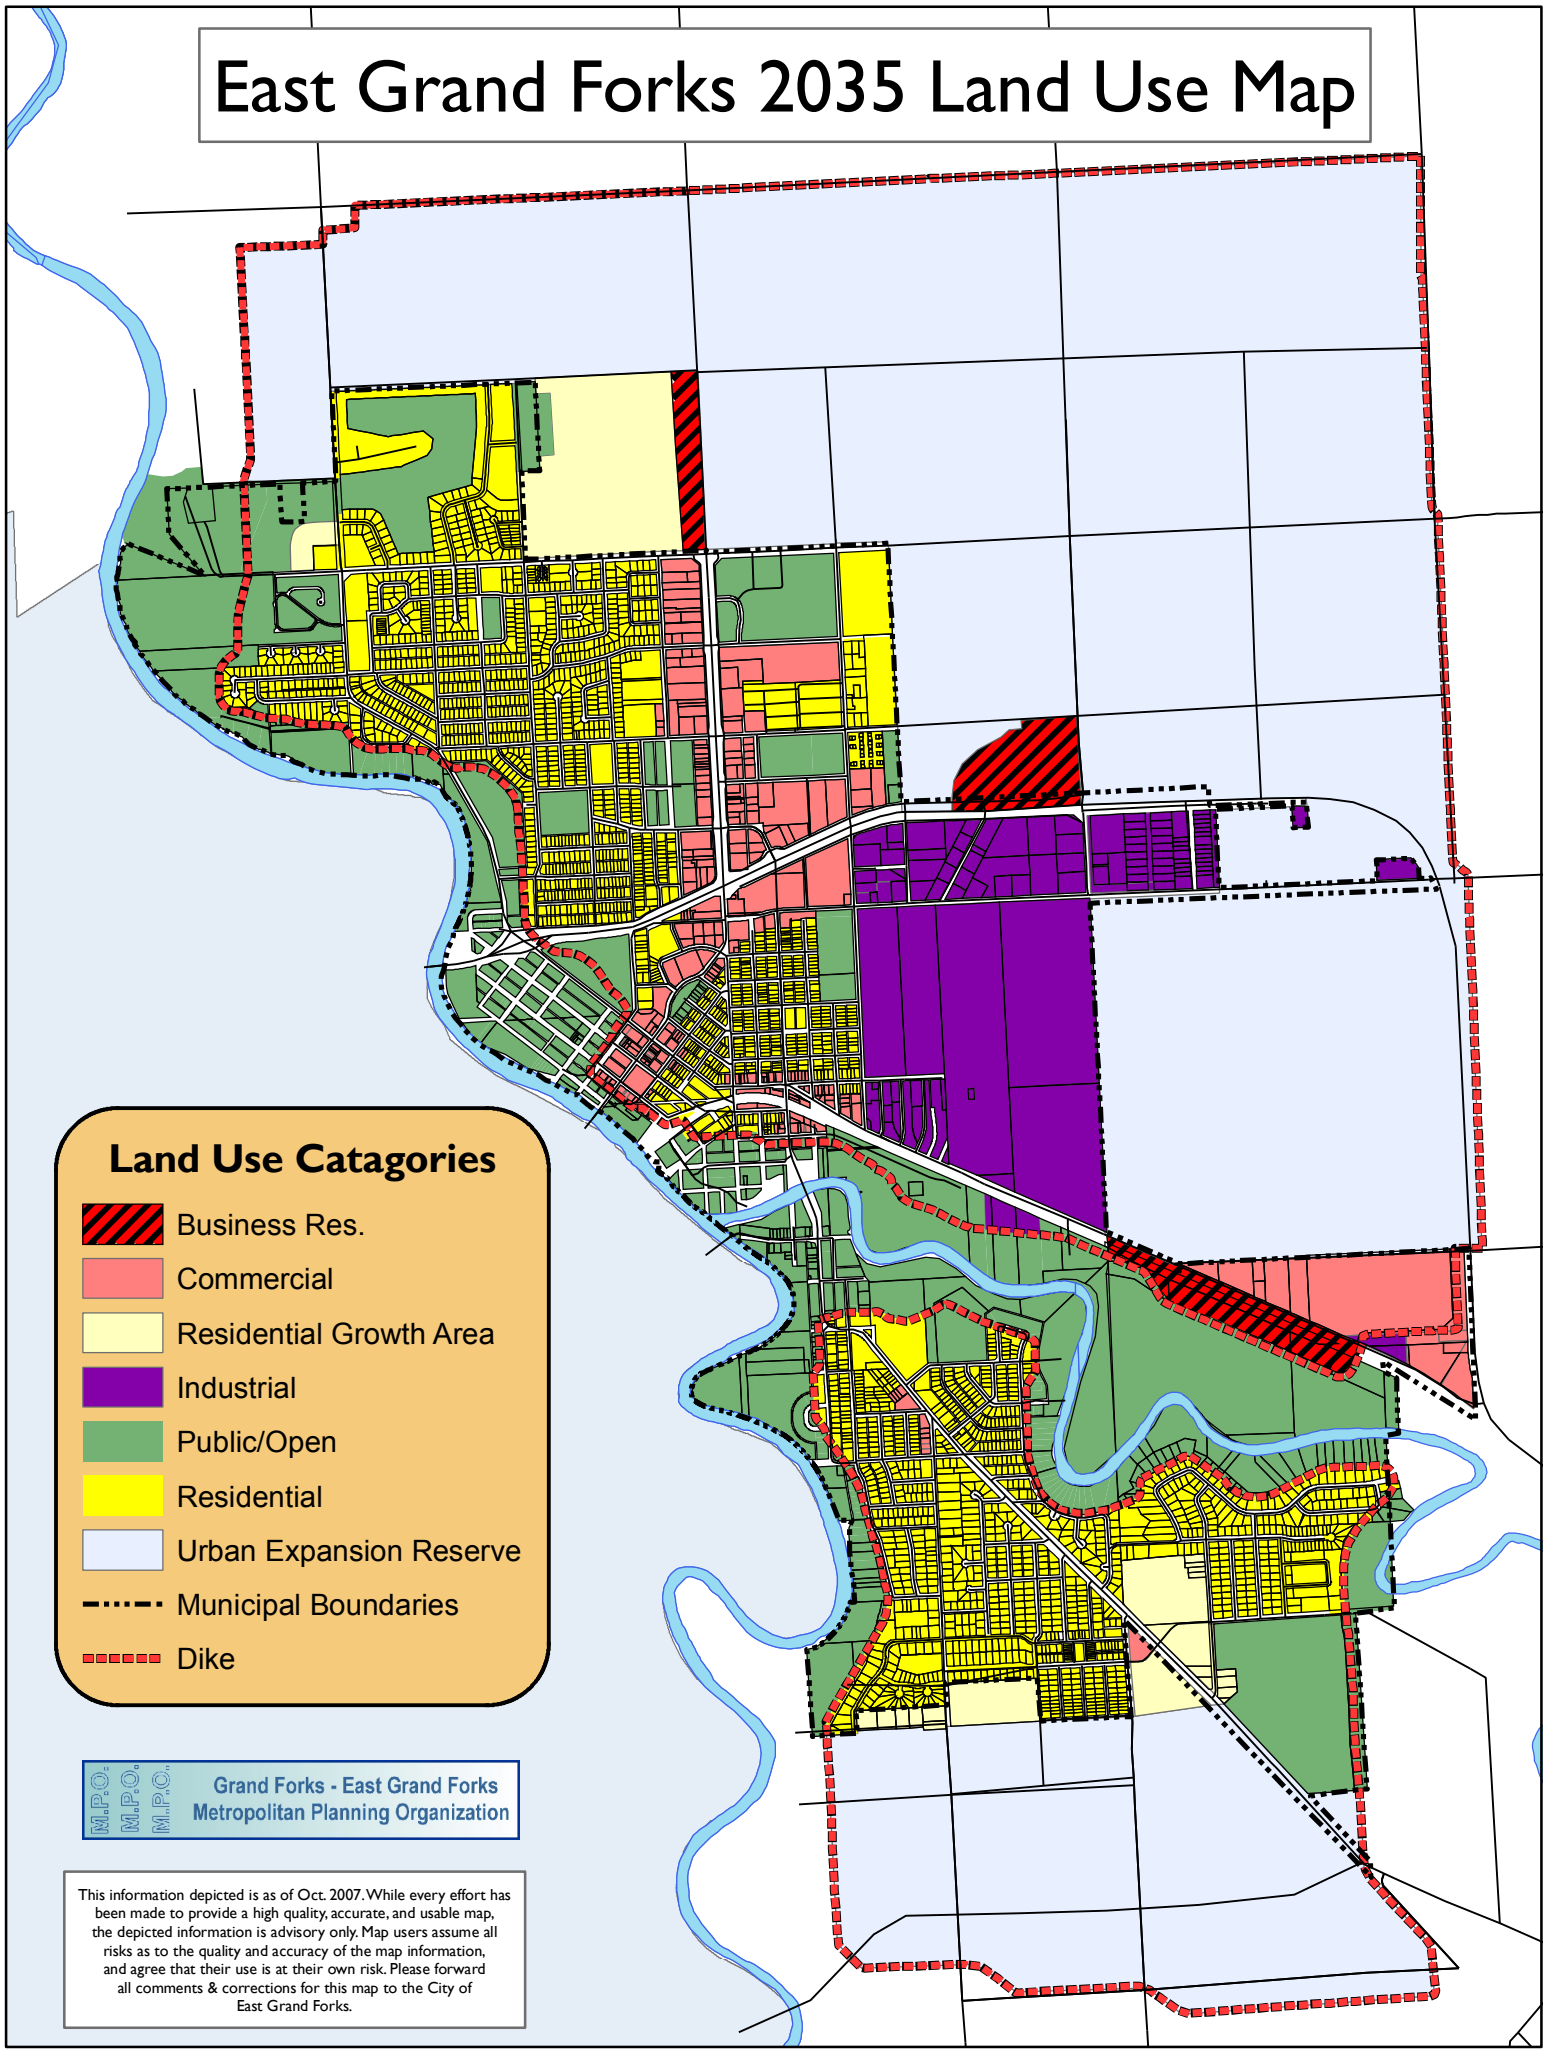 East Grand Forks 2035 Land Use Map
Land Use Catagories
Business Res.
Commercial
Residential Growth Area
Industrial
Public/Open
Residential
Urban Expansion Reserve
Municipal Boundaries
Dike
M.P.O.
M.P.O.
M.P.O.
Grand Forks - East Grand Forks
Metropolitan Planning Organization
This information depicted is as of Oct. 2007. While every effort has
been made to provide a high quality, accurate, and usable map,
the depicted information is advisory only. Map users assume all
risks as to the quality and accuracy of the map information,
and agree that their use is at their own risk. Please forward
all comments & corrections for this map to the City of
East Grand Forks.